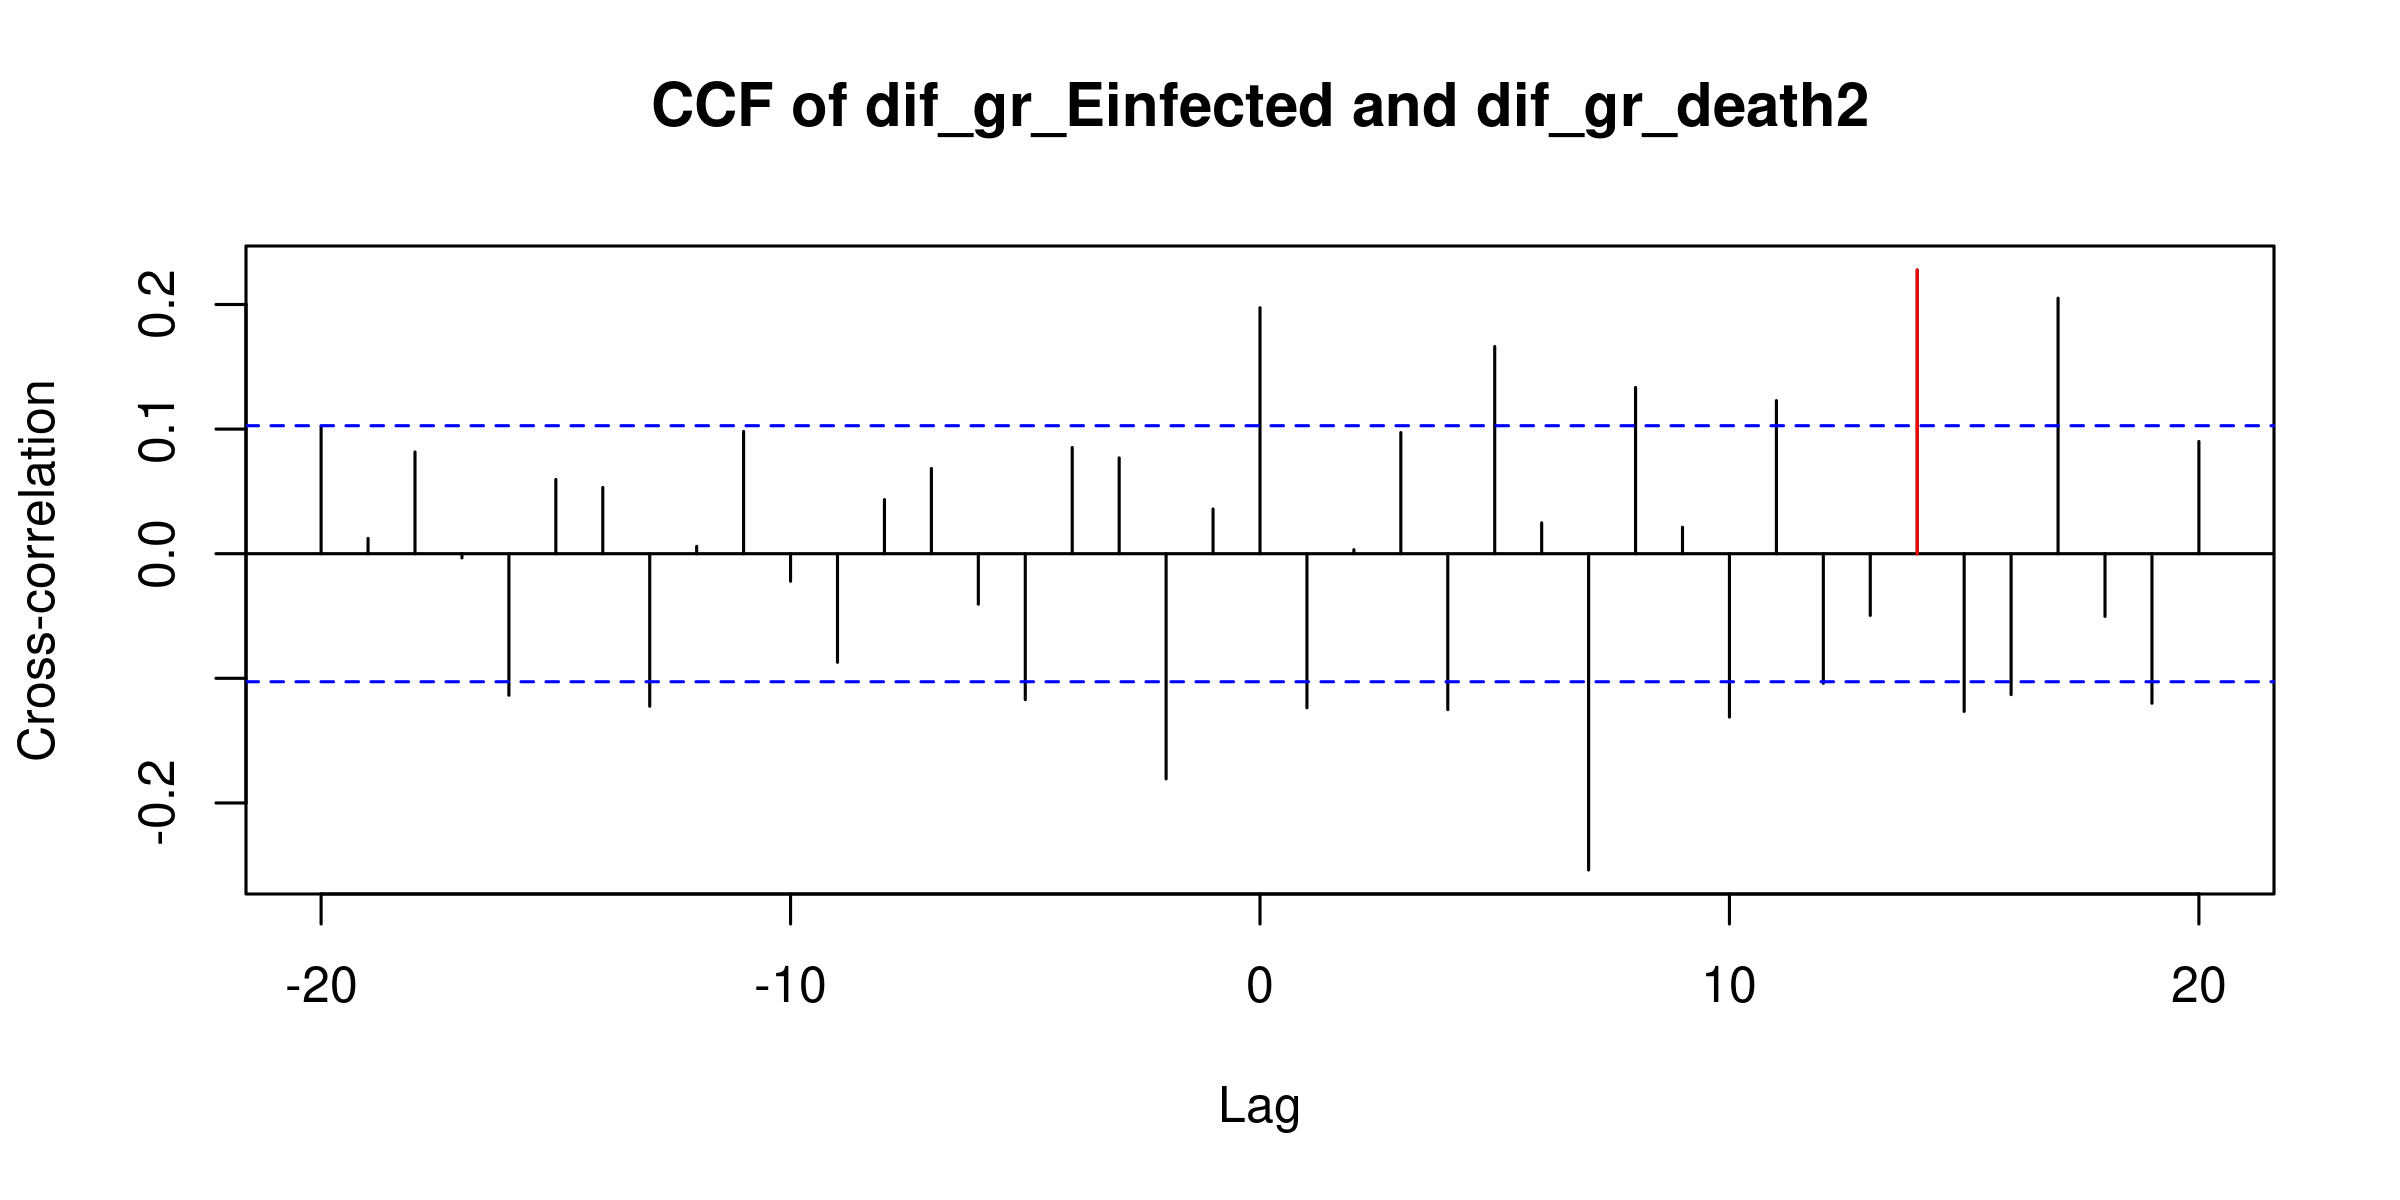 CCF of dif_gr_Einfected and dif_gr_death2
Cross-correlation
0.2
0.1
0.0
-0.2
-20 -10 0 10 20
Lag